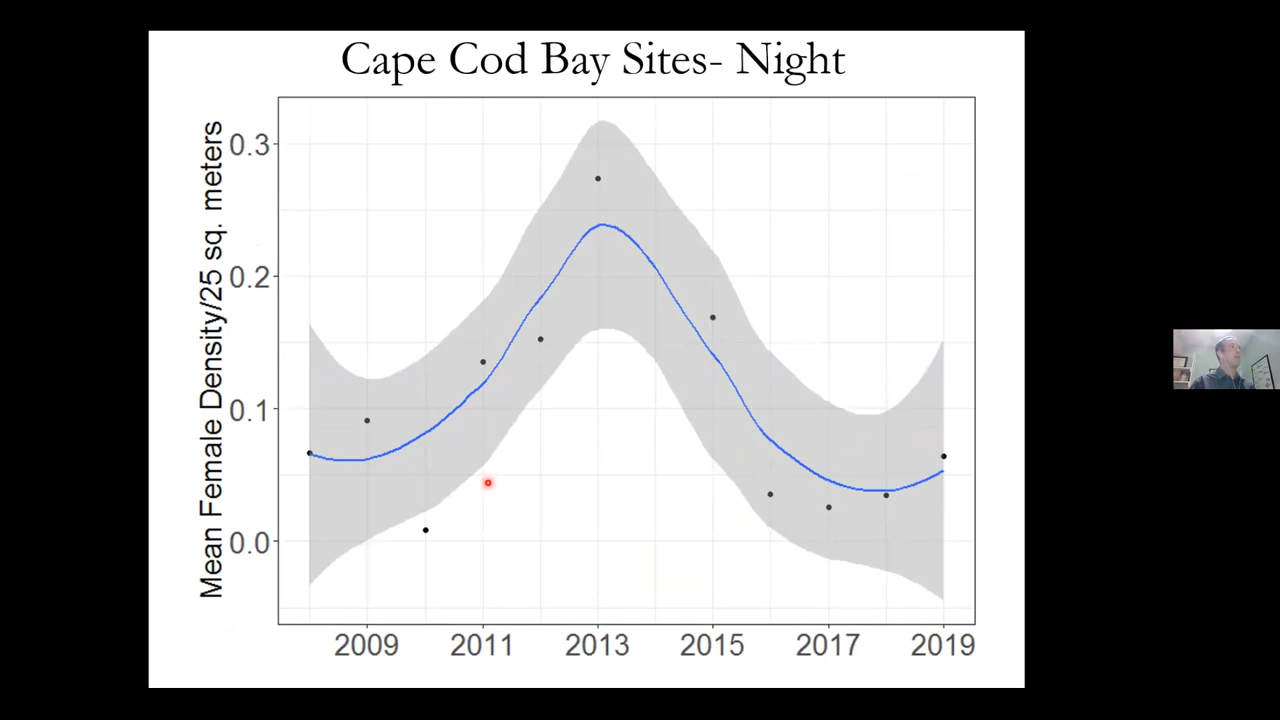 Cape Cod Bay Sites- Night
Mean Female Density/25 sq. meters
0.3
0.2
0.1
0.0
2009 2011 2013 2015 2017 2019